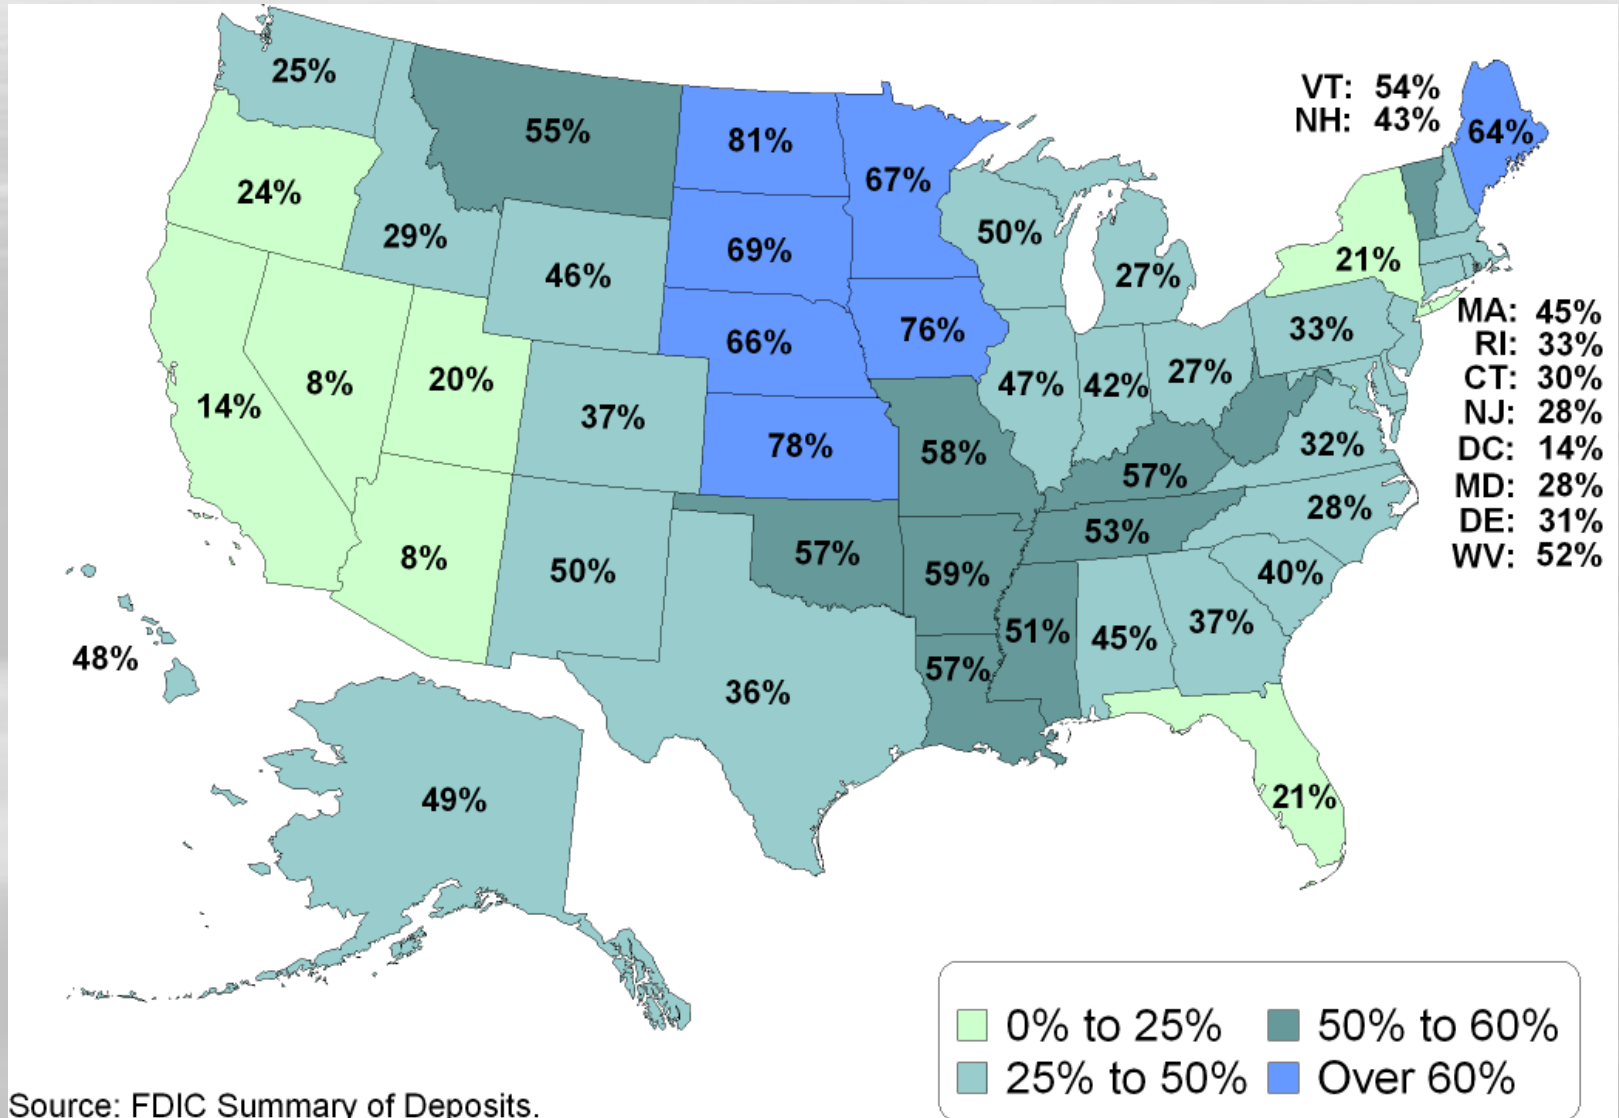 25%
55%
81%
67%
VT: 54%
NH: 43%
64%
24%
29%
46%
69%
50%
27%
21%
14%
8%
20%
37%
66%
76%
47%
42%
27%
33%
MA: 45%
RI: 33%
CT: 30%
NJ: 28%
DC: 14%
MD: 28%
DE: 31%
WV: 52%
78%
58%
57%
32%
8%
50%
57%
59%
53%
28%
40%
48%
36%
57%
51%
45%
37%
49%
21%
0% to 25%
50% to 60%
25% to 50%
Over 60%
Source: FDIC Summary of Deposits.